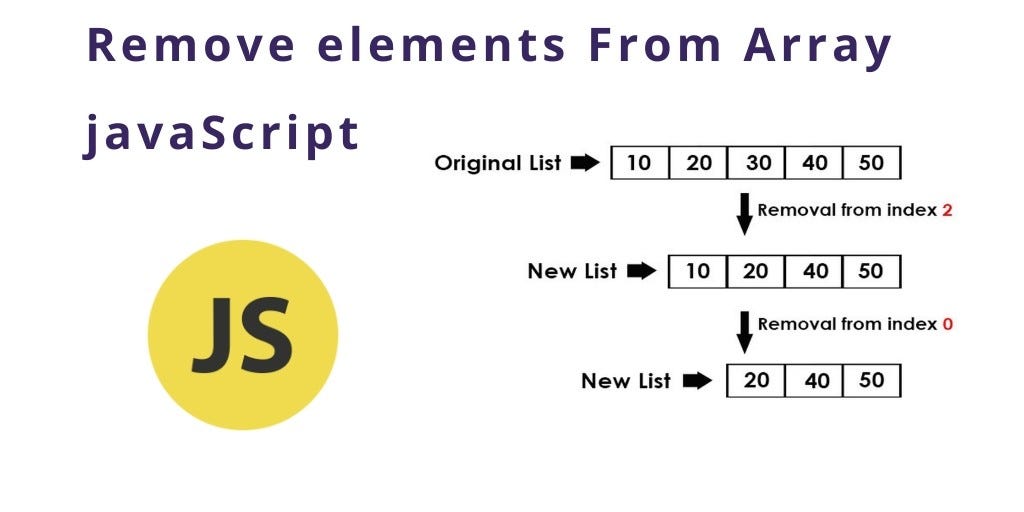 Remove elements From Array
javaScript
Original List 10 20 30 40 50
Removal from index 2
New List 10 20 40 50
JS
Removal from index 0
New List 20 40 50